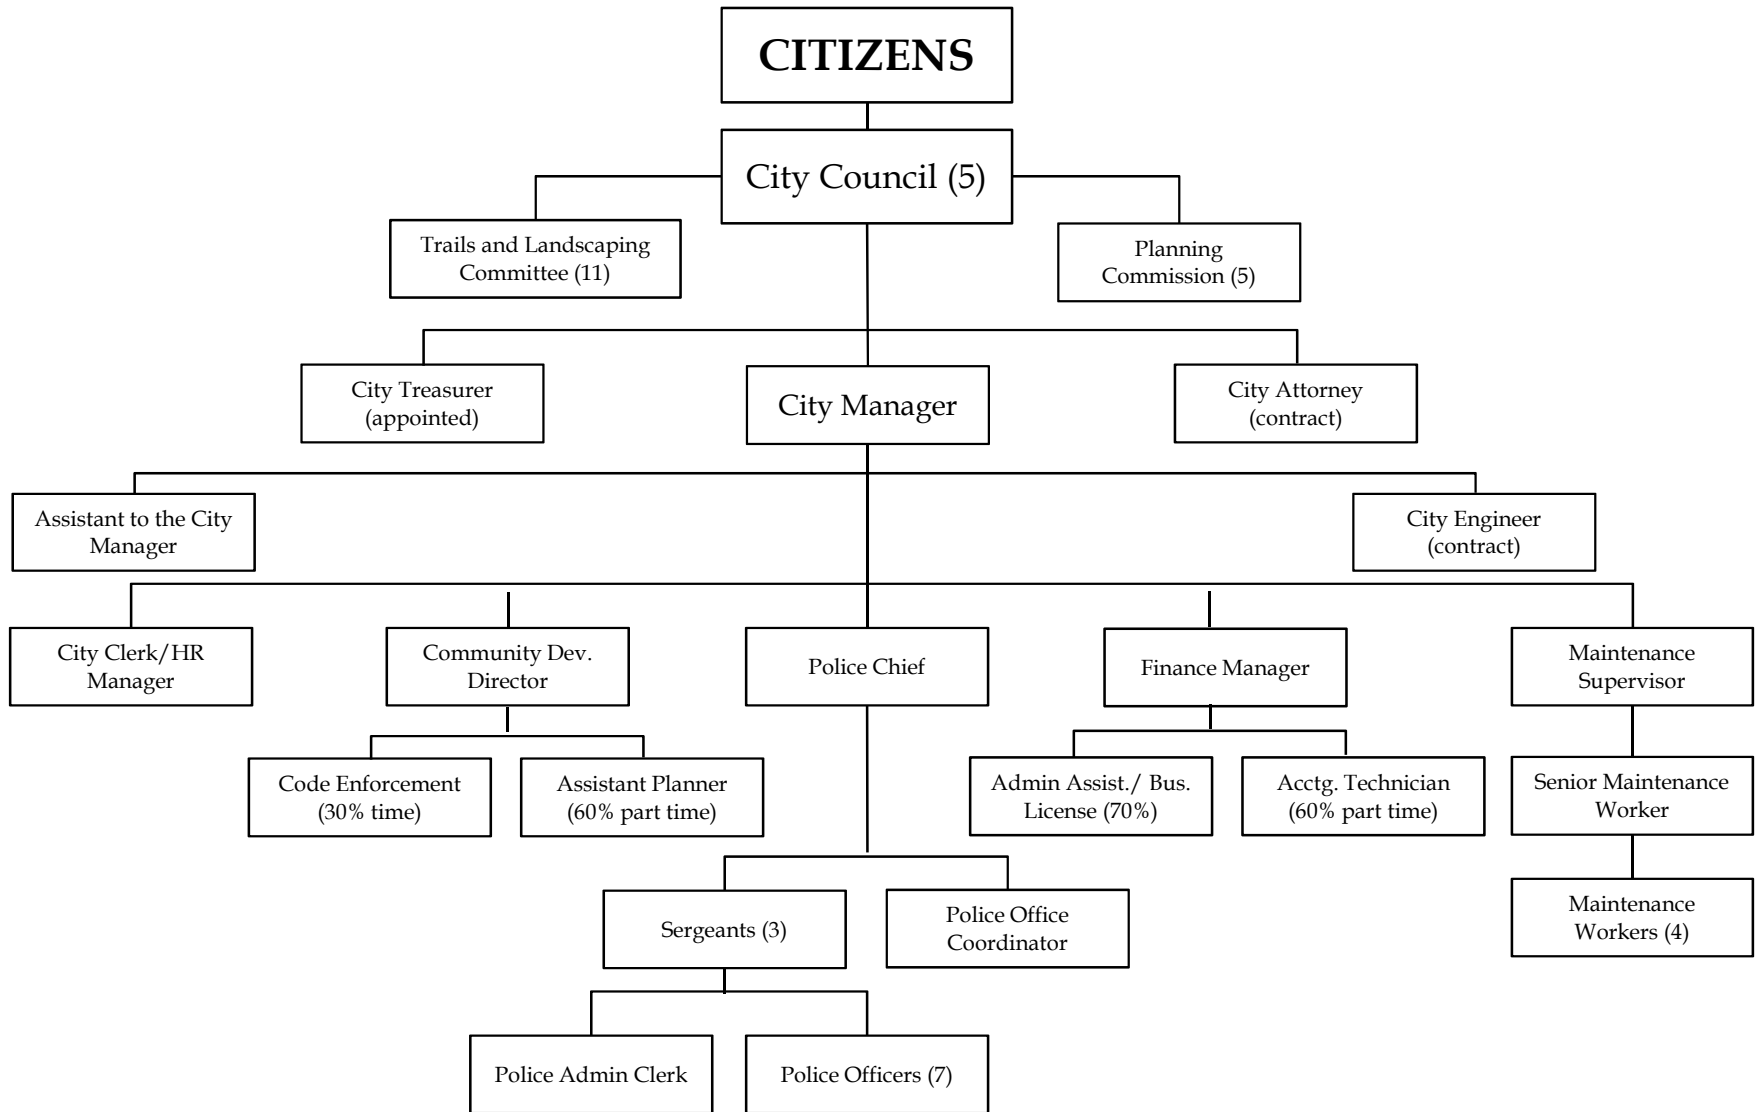 CITIZENS
City Council (5)
Trails and Landscaping
Committee (11)
Planning
Commission (5)
City Treasurer
(appointed)
City Manager
City Attorney
(contract)
Assistant to the City
Manager
City Engineer
(contract)
City Clerk/HR
Manager
Community Dev.
Director
Police Chief
Finance Manager
Maintenance
Supervisor
Code Enforcement
(30% time)
Assistant Planner
(60% part time)
Admin Assist./ Bus.
License (70%)
Acctg. Technician
(60% part time)
Senior Maintenance
Worker
Sergeants (3)
Police Office
Coordinator
Maintenance
Workers (4)
Police Admin Clerk
Police Officers (7)